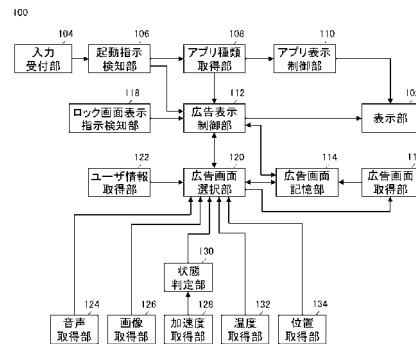 100
104
106
108
110
入力
受付部
起動指示
検知部
アプリ種類
取得部
アプリ表示
制御部
118
112
10
ロック画面表示
指示検知部
広告表示
制御部
表示部
122
120
114
11
ユーザ情報
取得部
広告画面
選択部
広告画面
記憶部
広告画面
取得部
130
状態
判定部
124
126
128
132
134
音声
取得部
画像
取得部
加速度
取得部
温度
取得部
位置
取得部